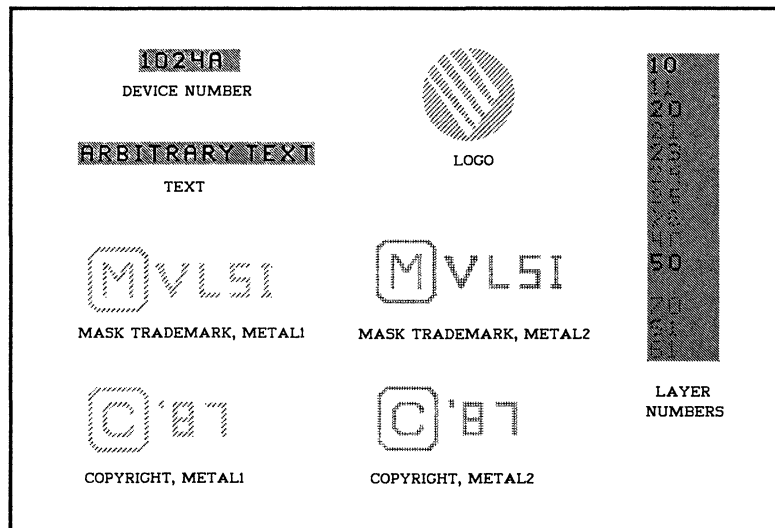 1024A
DEVICE NUMBER
ARBITRARY TEXT
TEXT
LOGO
M VLSI
MASK TRADEMARK, METAL1
M VLSI
MASK TRADEMARK, METAL2
C '87
COPYRIGHT, METAL1
C '87
COPYRIGHT, METAL2
10
11
20
50
LAYER
NUMBERS